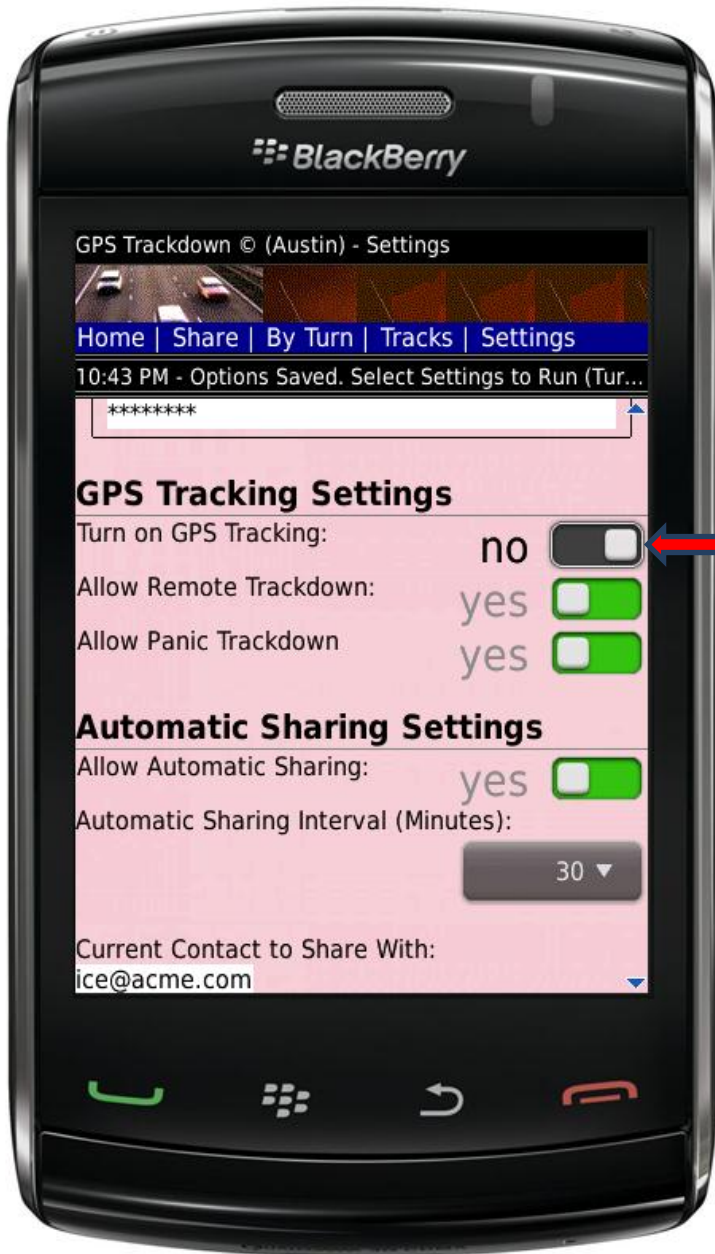 BlackBerry
GPS Trackdown © (Austin) - Settings
Home | Share | By Turn | Tracks | Settings
10:43 PM - Options Saved. Select Settings to Run (Tur...
********
GPS Tracking Settings
Turn on GPS Tracking: no
Allow Remote Trackdown: yes
Allow Panic Trackdown yes
Automatic Sharing Settings
Allow Automatic Sharing: yes
Automatic Sharing Interval (Minutes):
30
Current Contact to Share With:
ice@acme.com